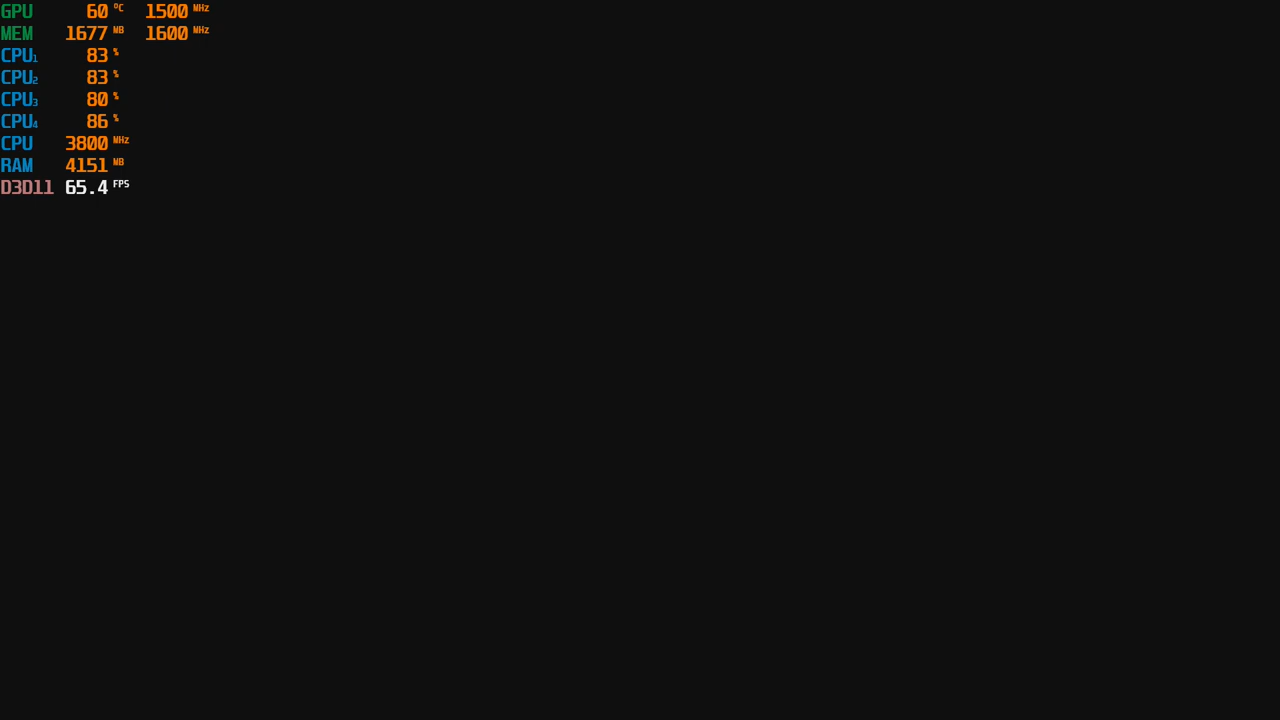 GPU 60 °C 1500 MHz
MEM 1677 MB 1600 MHz
CPU1 83 %
CPU2 83 %
CPU3 80 %
CPU4 86 %
CPU 3800 MHz
RAM 4151 MB
D3D11 65.4 FPS